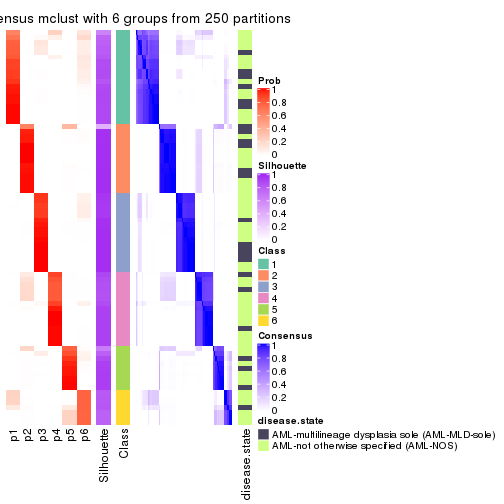 ensus mclust with 6 groups from 250 partitions
Prob
1
0.8
0.6
0.4
0.2
0
Silhouette
1
0.8
0.6
0.4
0.2
0
Class
1
2
3
4
5
6
Consensus
1
0.8
0.6
0.4
0.2
0
disease.state
AML-multilineage dysplasia sole (AML-MLD-sole)
AML-not otherwise specified (AML-NOS)
p1
p2
p3
p4
p5
p6
Silhouette
Class
disease.state